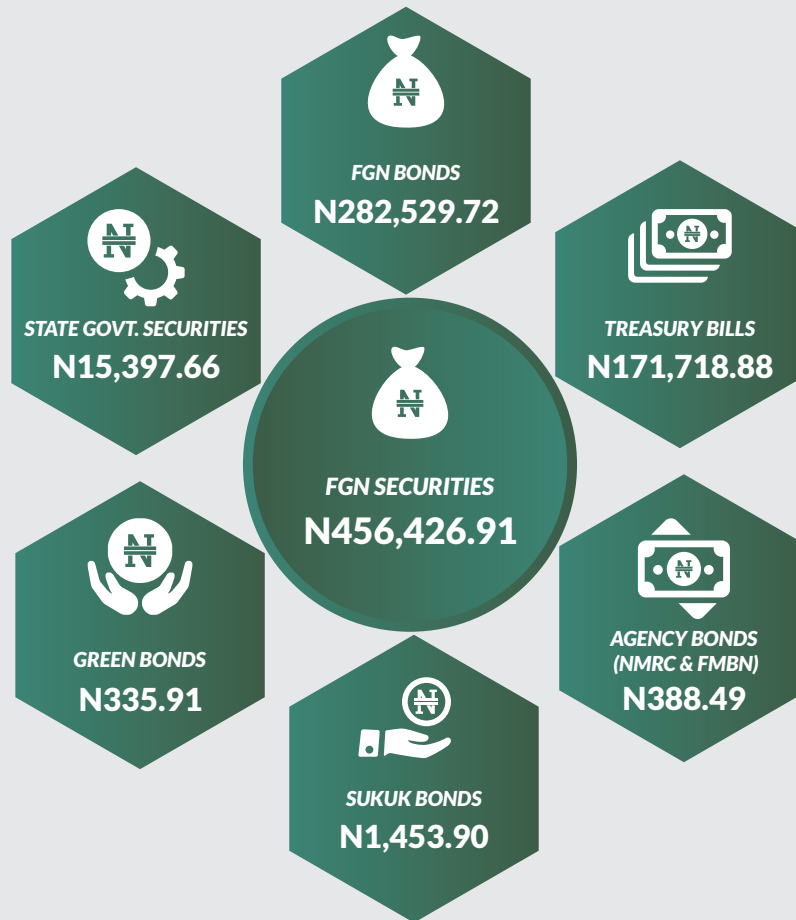 FGN BONDS
N282,529.72
STATE GOVT. SECURITIES
N15,397.66
TREASURY BILLS
N171,718.88
FGN SECURITIES
N456,426.91
GREEN BONDS
N335.91
AGENCY BONDS
(NMRC & FMBN)
N388.49
SUKUK BONDS
N1,453.90